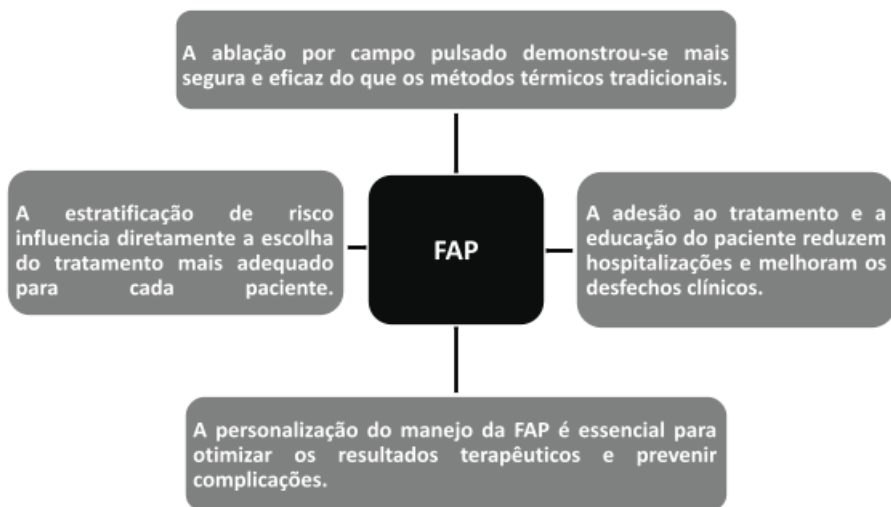 A ablação por campo pulsado demonstrou-se mais
segura e eficaz do que os métodos térmicos tradicionais.
A estratificação de risco
influencia diretamente a escolha
do tratamento mais adequado
para cada paciente.
FAP
A adesão ao tratamento e a
educação do paciente reduzem
hospitalizações e melhoram os
desfechos clínicos.
A personalização do manejo da FAP é essencial para
otimizar os resultados terapêuticos e prevenir
complicações.